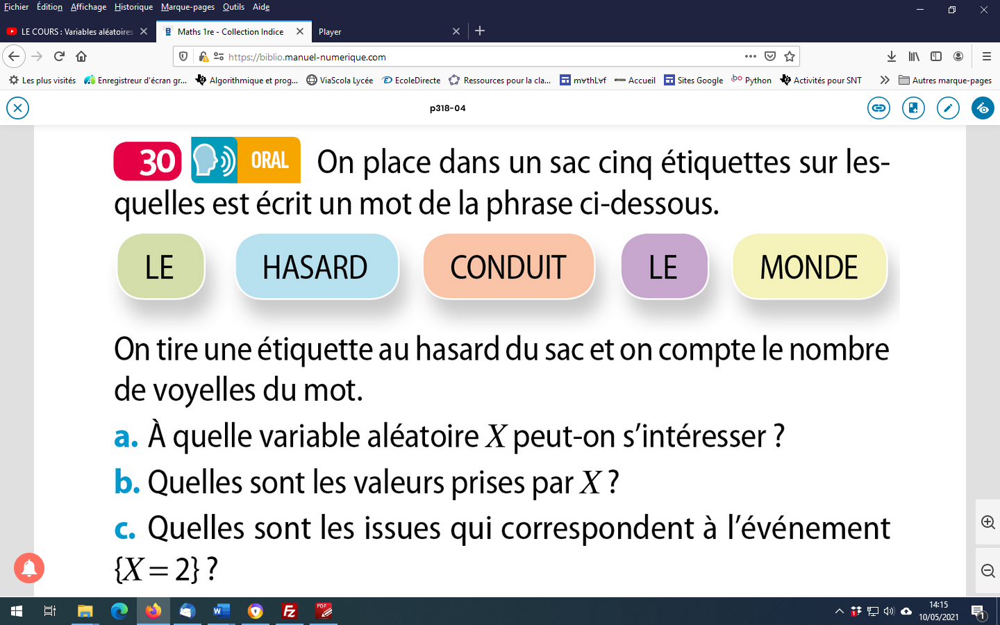 Fichier Édition Affichage Historique Marque-pages Outils Aide
LE COURS : Variables aléatoires
Maths 1re - Collection Indice
Player
https://biblio.manuel-numerique.com
Les plus visités
Enregistreur d'écran gr...
Algorithmique et prog...
ViaScola Lycée
EcoleDirecte
Ressources pour la cla...
m∀thL∀f
Accueil
Sites Google
Python
Activités pour SNT
Autres marque-pages
p318-04
30 ORAL On place dans un sac cinq étiquettes sur les-
quelles est écrit un mot de la phrase ci-dessous.
LE HASARD CONDUIT LE MONDE
On tire une étiquette au hasard du sac et on compte le nombre
de voyelles du mot.
a. À quelle variable aléatoire X peut-on s'intéresser ?
b. Quelles sont les valeurs prises par X ?
c. Quelles sont les issues qui correspondent à l'événement
{X = 2} ?
14:15
10/05/2021